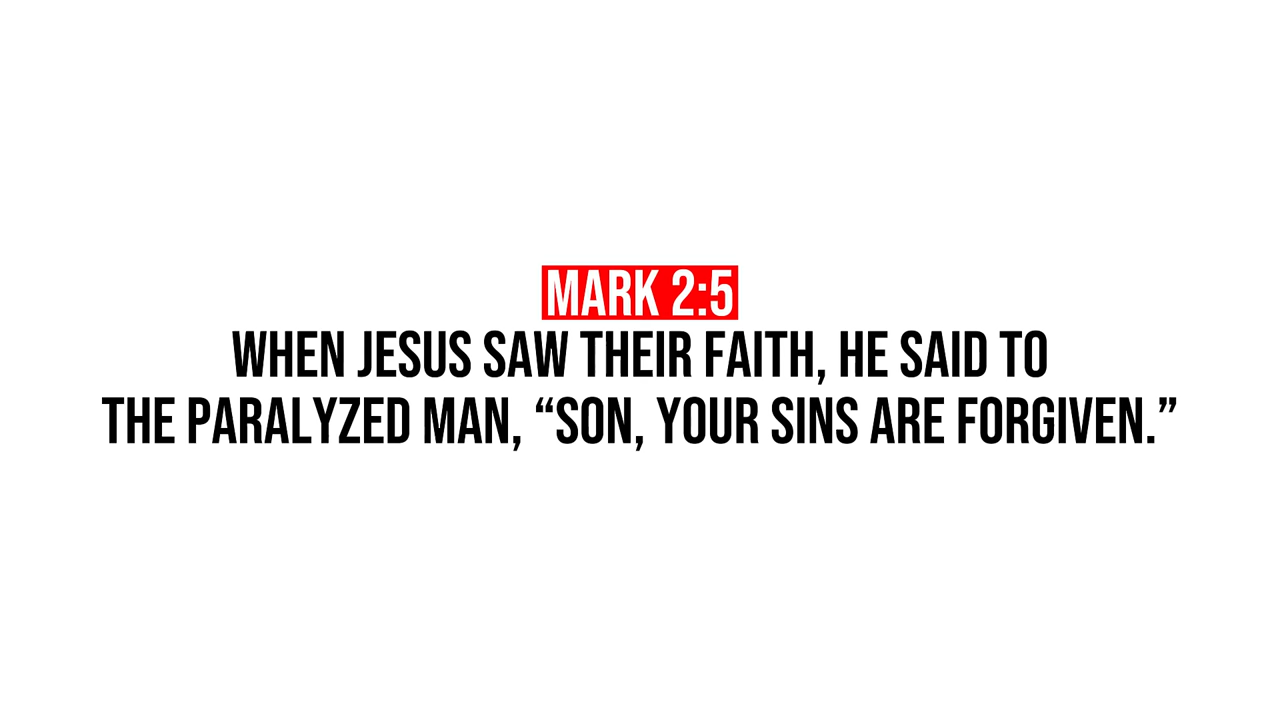 MARK 2:5
WHEN JESUS SAW THEIR FAITH, HE SAID TO
THE PARALYZED MAN, “SON, YOUR SINS ARE FORGIVEN.”